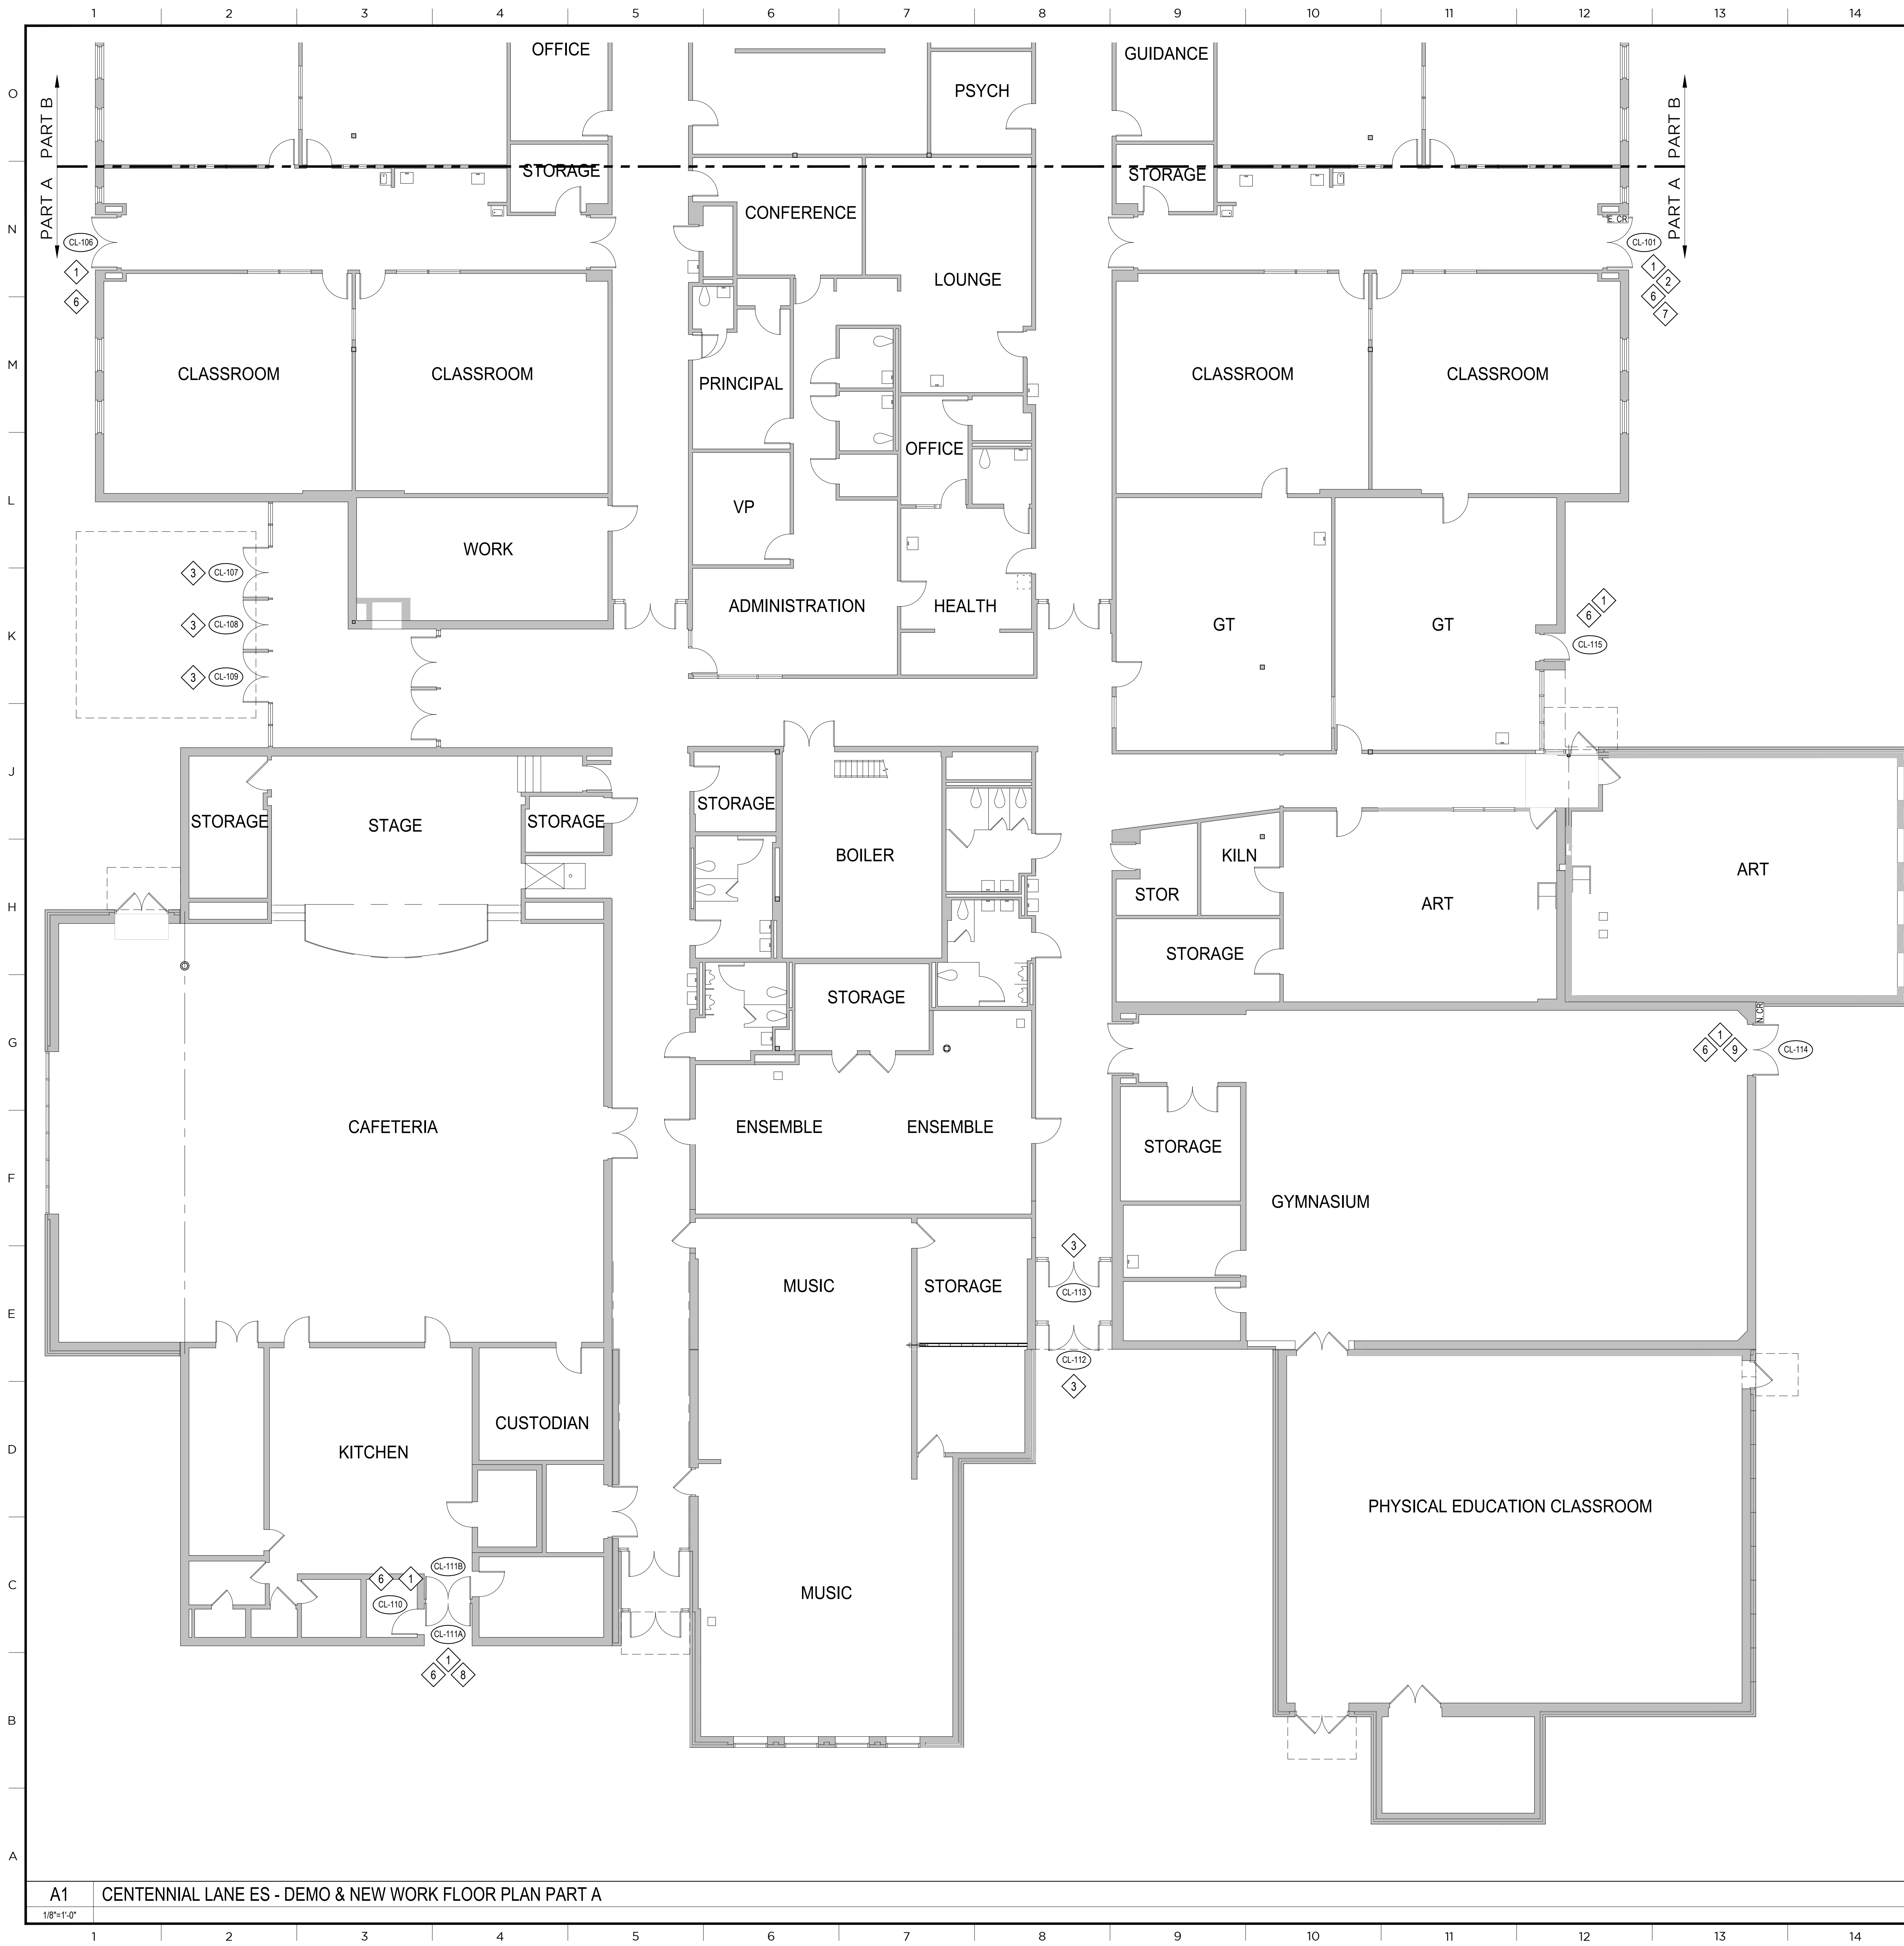 1 2 3 4 5 6 7 8 9 10 11 12 13 14
OFFICE
GUIDANCE
PSYCH
O
PART B
PART B
STORAGE
STORAGE
PART A
PART A
CONFERENCE
N
E. CR
CL-106
CL-101
1
6
1
2
6
7
LOUNGE
M
CLASSROOM
CLASSROOM
PRINCIPAL
CLASSROOM
CLASSROOM
OFFICE
L
VP
WORK
3 CL-107
ADMINISTRATION
HEALTH
1
6
3 CL-108
K
GT
GT
CL-115
3 CL-109
J
STORAGE
STAGE
STORAGE
STORAGE
BOILER
KILN
STOR
ART
ART
H
STORAGE
STORAGE
N. CR
G
1
6 9 CL-114
CAFETERIA
ENSEMBLE
ENSEMBLE
STORAGE
F
GYMNASIUM
3
MUSIC
STORAGE
CL-113
E
CL-112
3
CUSTODIAN
D
KITCHEN
PHYSICAL EDUCATION CLASSROOM
CL-111B
6 1
C
CL-110
MUSIC
CL-111A
1
6 8
B
A
A1 CENTENNIAL LANE ES - DEMO & NEW WORK FLOOR PLAN PART A
1/8"=1'-0"
1 2 3 4 5 6 7 8 9 10 11 12 13 14